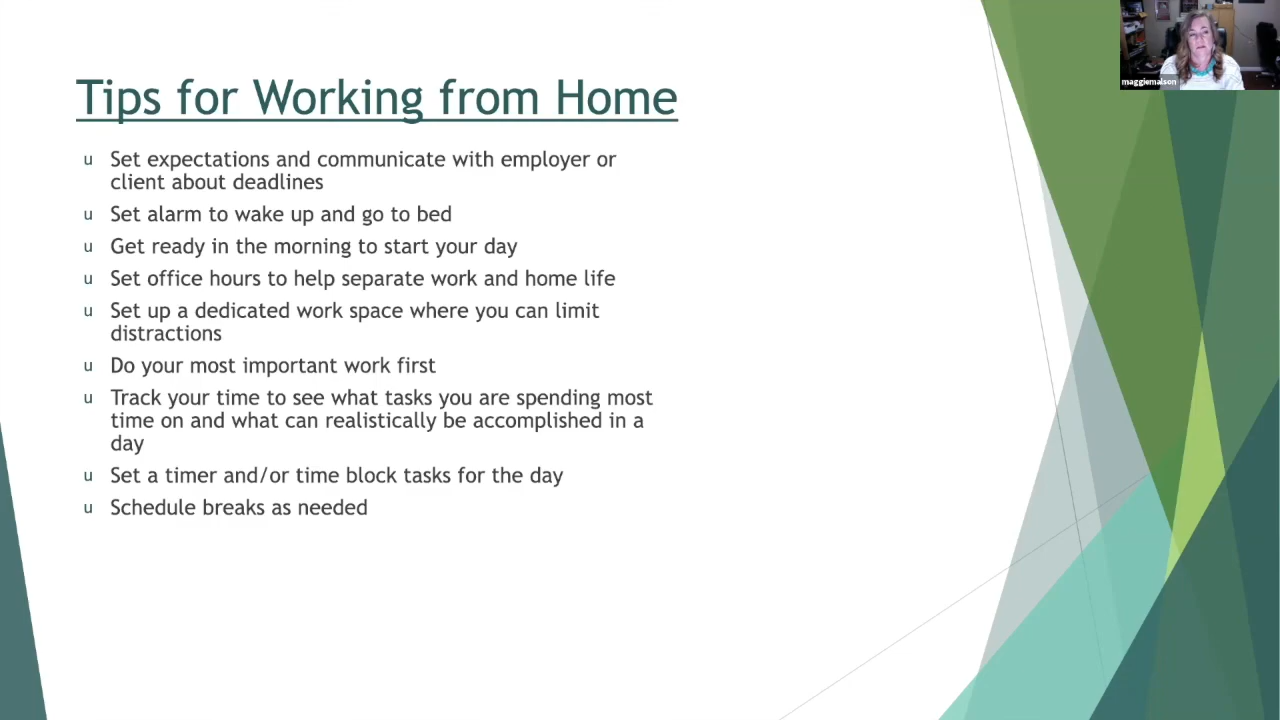 Tips for Working from Home
u Set expectations and communicate with employer or
client about deadlines
u Set alarm to wake up and go to bed
u Get ready in the morning to start your day
u Set office hours to help separate work and home life
u Set up a dedicated work space where you can limit
distractions
u Do your most important work first
u Track your time to see what tasks you are spending most
time on and what can realistically be accomplished in a
day
u Set a timer and/or time block tasks for the day
u Schedule breaks as needed
maggiemalson